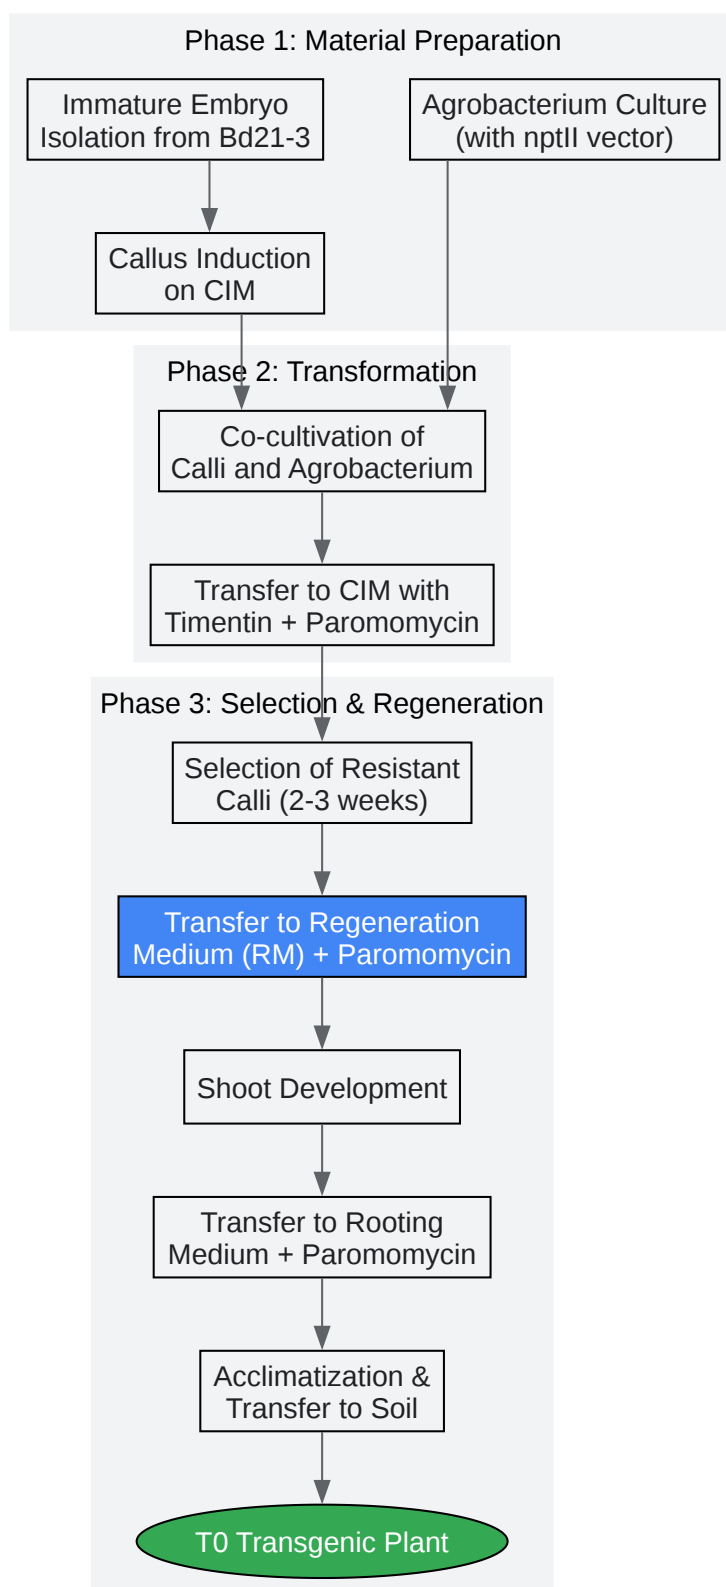 Phase 1: Material Preparation
Immature Embryo
Isolation from Bd21-3
Agrobacterium Culture
(with nptII vector)
Callus Induction
on CIM
Phase 2: Transformation
Co-cultivation of
Calli and Agrobacterium
Transfer to CIM with
Timentin + Paromomycin
Phase 3: Selection & Regeneration
Selection of Resistant
Calli (2-3 weeks)
Transfer to Regeneration
Medium (RM) + Paromomycin
Shoot Development
Transfer to Rooting
Medium + Paromomycin
Acclimatization &
Transfer to Soil
T0 Transgenic Plant